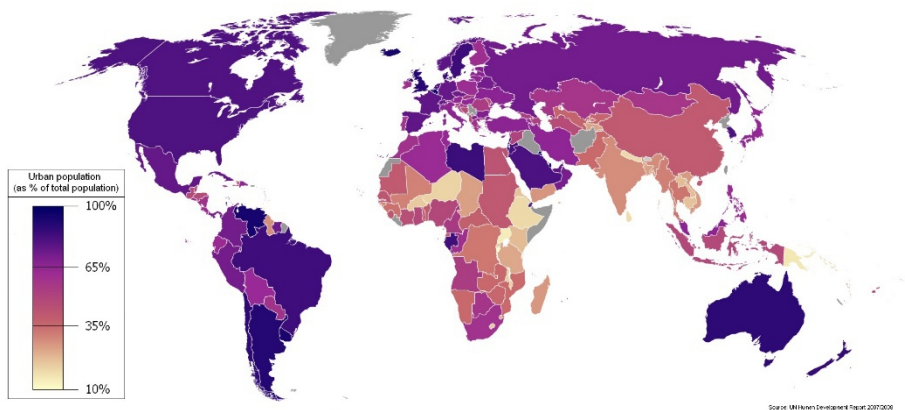 Urban population
(as % of total population)
100%
65%
35%
10%
Source: UN Human Development Report 2007/2008